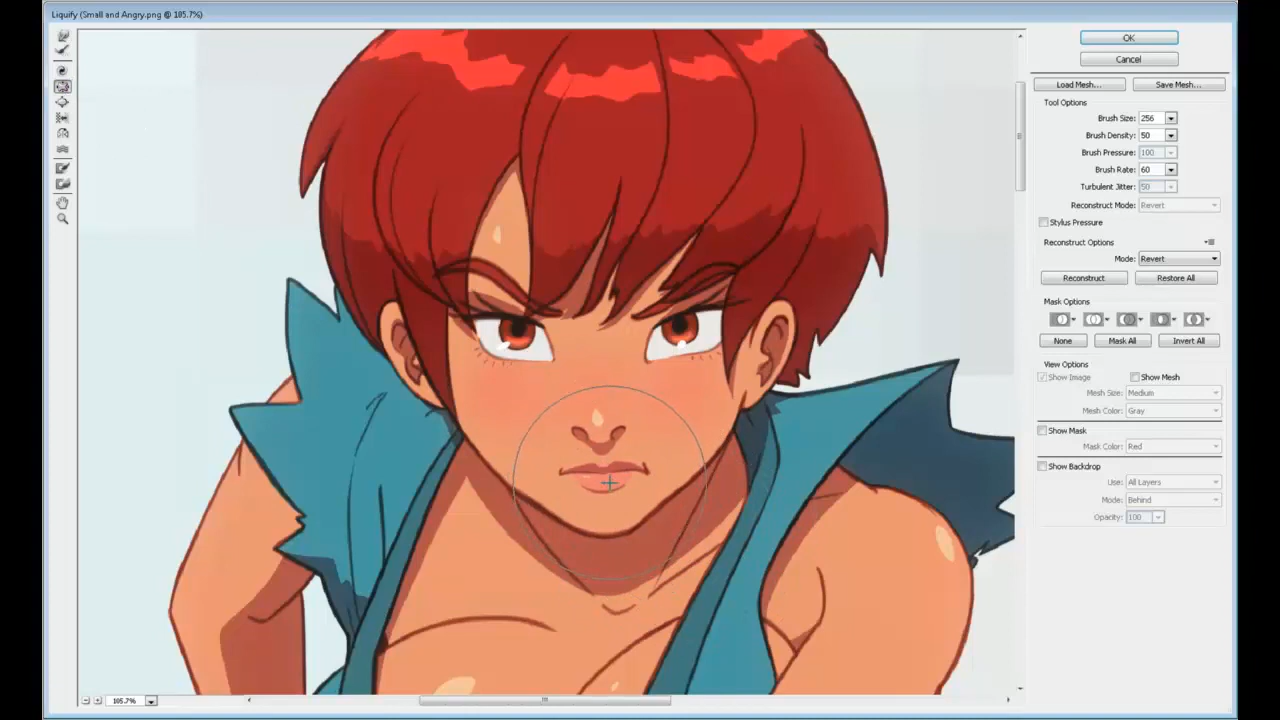 Liquify (Small and Angry.png @ 105.7%)
OK
Cancel
Load Mesh...
Save Mesh...
Tool Options
Brush Size: 256
Brush Density: 50
Brush Pressure: 100
Brush Rate: 60
Turbulent Jitter: 50
Reconstruct Mode: Revert
Stylus Pressure
Reconstruct Options
Mode: Revert
Reconstruct
Restore All
Mask Options
None
Mask All
Invert All
View Options
Show Image
Show Mesh
Mesh Size: Medium
Mesh Color: Gray
Show Mask
Mask Color: Red
Show Backdrop
Use: All Layers
Mode: Behind
Opacity: 100
105.7%